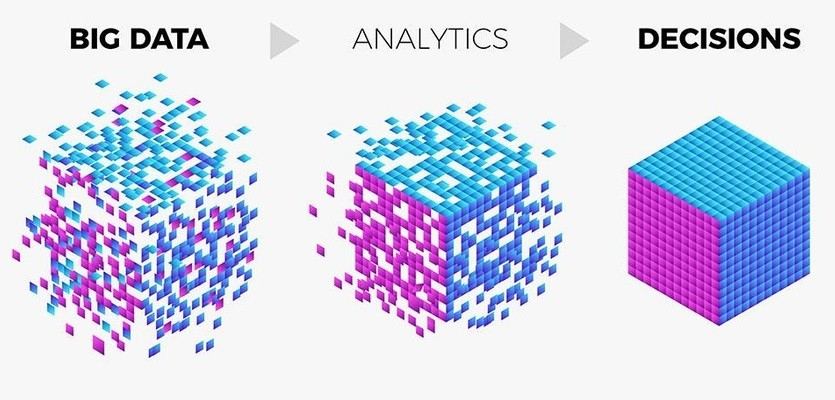 BIG DATA
ANALYTICS
DECISIONS